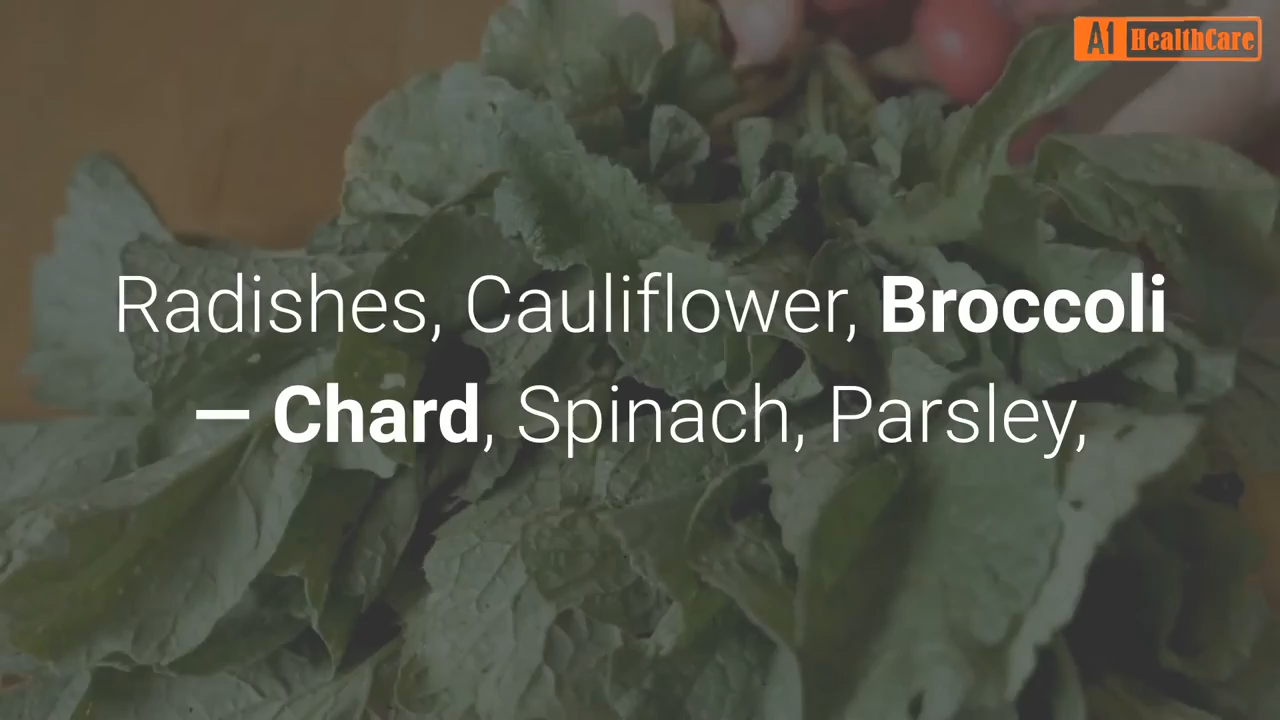 A1 HealthCare
Radishes, Cauliflower, Broccoli
— Chard, Spinach, Parsley,